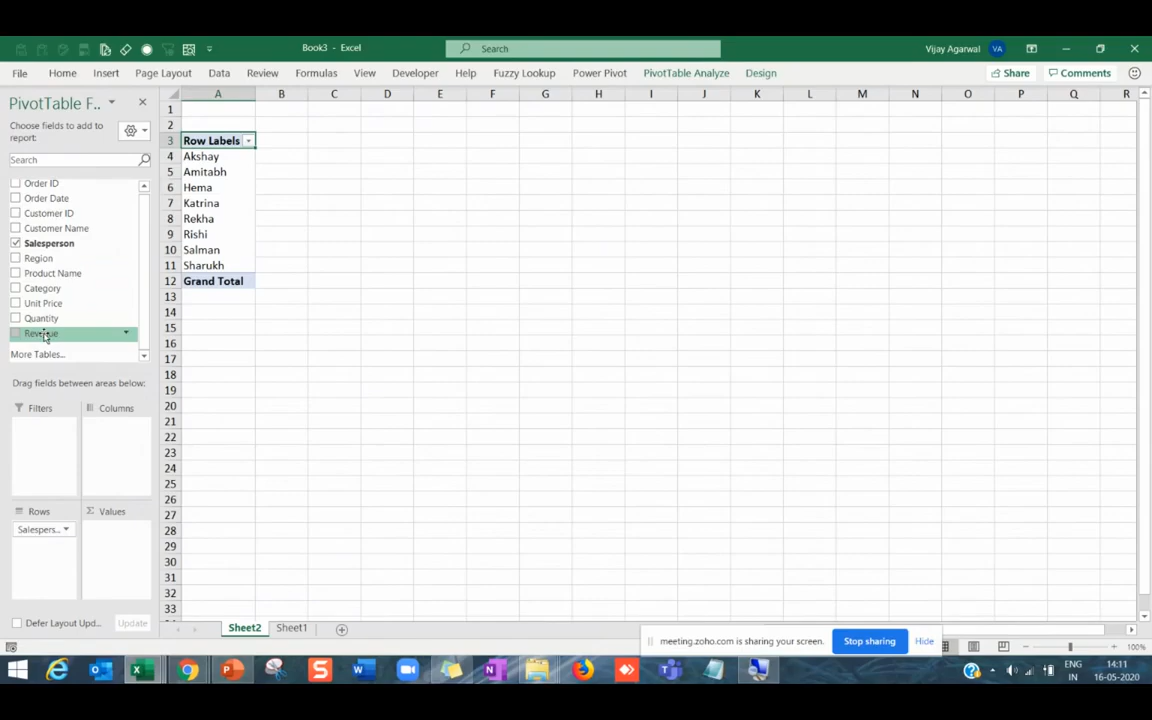 Book3 - Excel
Search
Vijay Agarwal VA
File Home Insert Page Layout Data Review Formulas View Developer Help Fuzzy Lookup Power Pivot PivotTable Analyze Design Share Comments
PivotTable F..
Choose fields to add to
report:
Search
Order ID
Order Date
Customer ID
Customer Name
Salesperson
Region
Product Name
Category
Unit Price
Quantity
Revenue
More Tables...
Drag fields between areas below:
Filters
Columns
Rows
Σ Values
Salespers...
Defer Layout Upd... Update
A B C D E F G H I J K L M N O P Q R
1
2
3 Row Labels
4 Akshay
5 Amitabh
6 Hema
7 Katrina
8 Rekha
9 Rishi
10 Salman
11 Sharukh
12 Grand Total
13
14
15
16
17
18
19
20
21
22
23
24
25
26
27
28
29
30
31
32
33
Sheet2 Sheet1
meeting.zoho.com is sharing your screen. Stop sharing Hide
100%
ENG
IN
14:11
16-05-2020